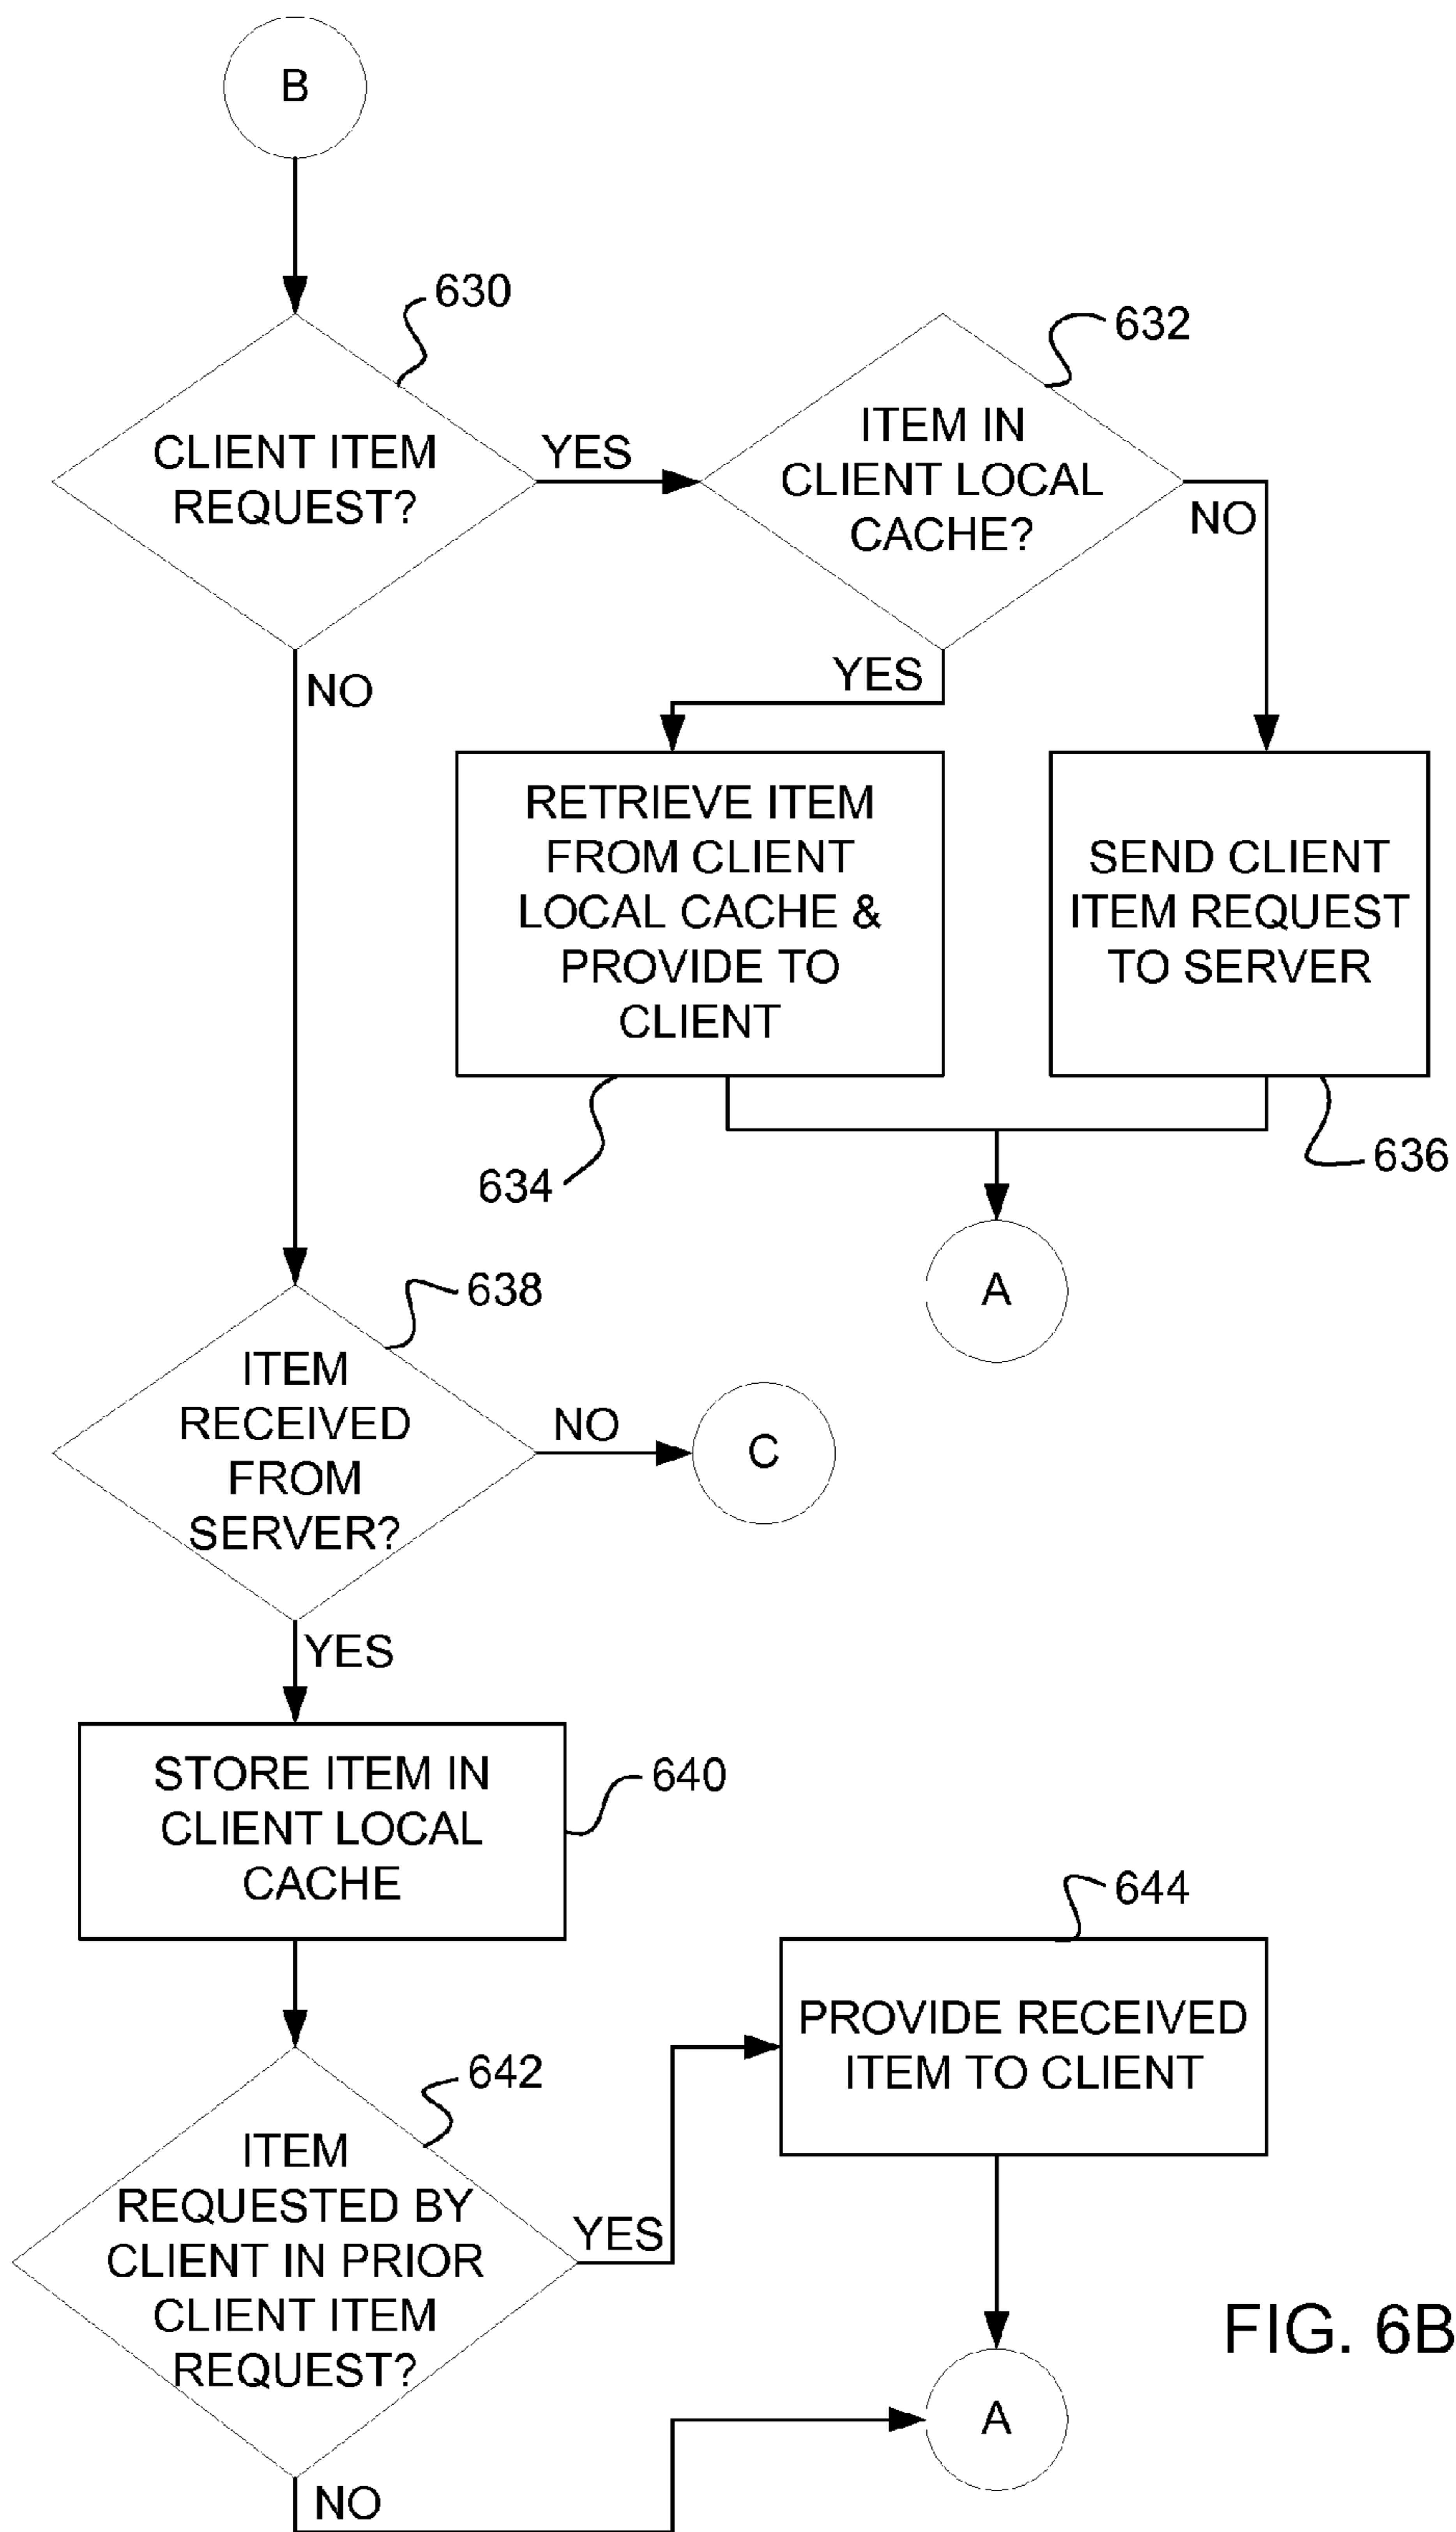 B
630
CLIENT ITEM
REQUEST?
YES
632
ITEM IN
CLIENT LOCAL
CACHE?
NO
YES
NO
RETRIEVE ITEM
FROM CLIENT
LOCAL CACHE &
PROVIDE TO
CLIENT
SEND CLIENT
ITEM REQUEST
TO SERVER
634
636
A
638
ITEM
RECEIVED
FROM
SERVER?
NO
C
YES
STORE ITEM IN
CLIENT LOCAL
CACHE
640
644
PROVIDE RECEIVED
ITEM TO CLIENT
642
ITEM
REQUESTED BY
CLIENT IN PRIOR
CLIENT ITEM
REQUEST?
YES
NO
A
FIG. 6B